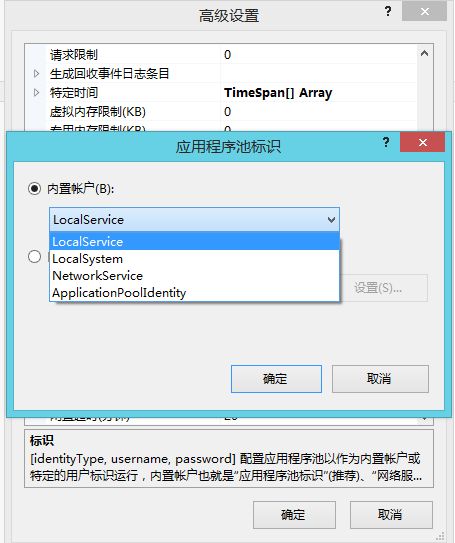 高级设置
?
请求限制 0
生成回收事件日志条目
特定时间 TimeSpan[] Array
虚拟内存限制(KB) 0
应用程序池标识
?
内置帐户(B):
LocalService
LocalService
LocalSystem
NetworkService
ApplicationPoolIdentity
设置(S)...
确定 取消
标识
[identityType, username, password] 配置应用程序池以作为内置帐户或
特定的用户标识运行，内置帐户也就是“应用程序池标识”(推荐)、“网络服...
确定 取消